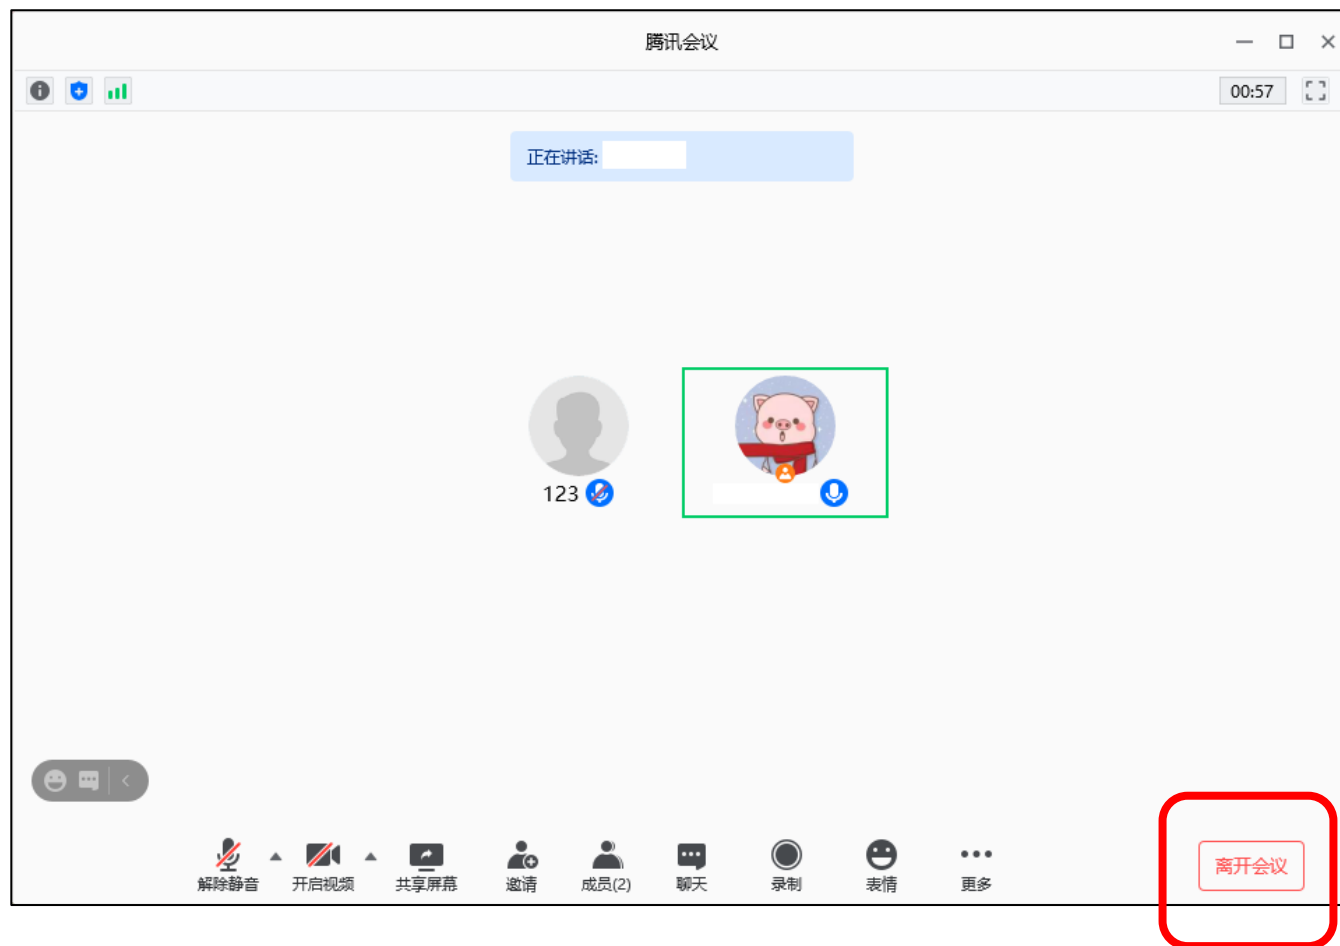 腾讯会议
00:57
正在讲话:
123
解除静音 开启视频 共享屏幕 邀请 成员(2) 聊天 录制 表情 更多
离开会议